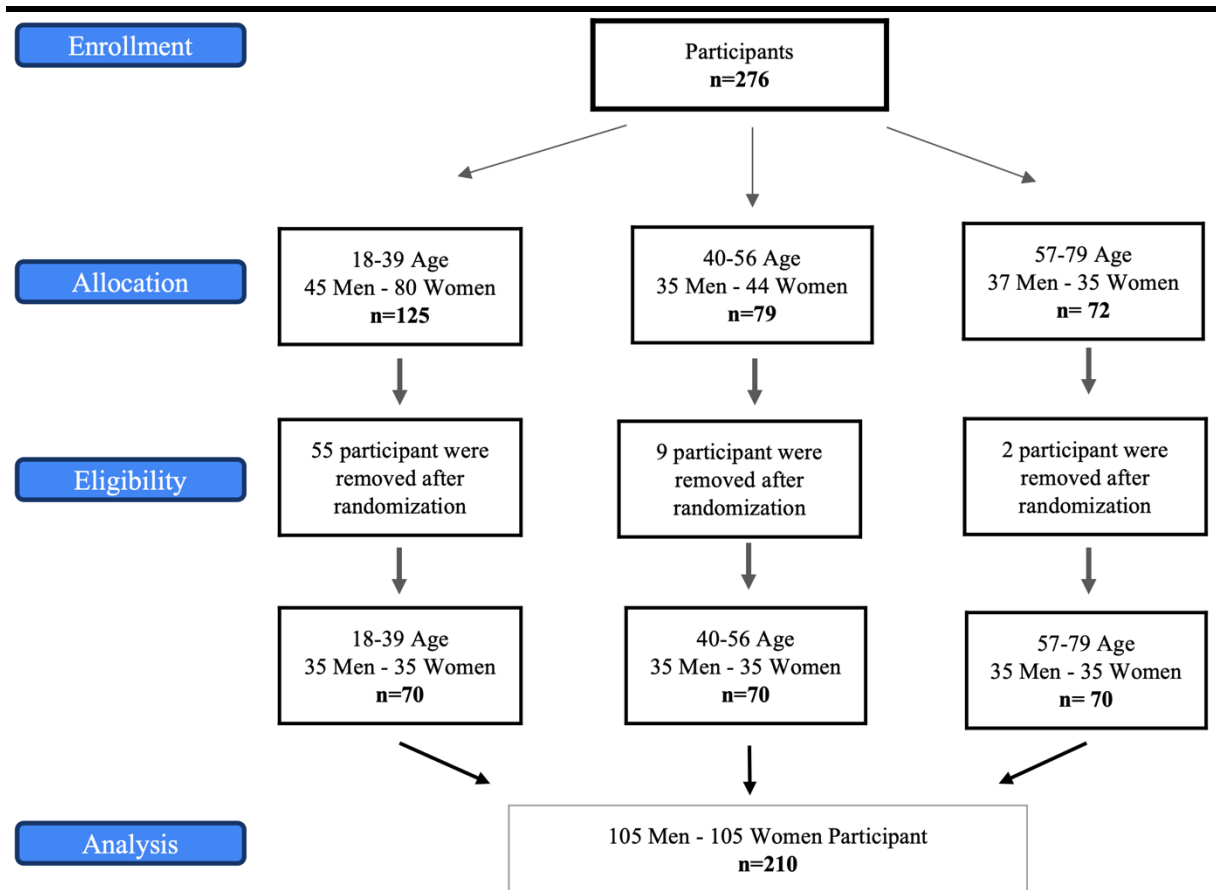 Enrollment
Participants
n=276
Allocation
18-39 Age
45 Men - 80 Women
n=125
40-56 Age
35 Men - 44 Women
n=79
57-79 Age
37 Men - 35 Women
n= 72
Eligibility
55 participant were
removed after
randomization
9 participant were
removed after
randomization
2 participant were
removed after
randomization
18-39 Age
35 Men - 35 Women
n=70
40-56 Age
35 Men - 35 Women
n=70
57-79 Age
35 Men - 35 Women
n= 70
Analysis
105 Men - 105 Women Participant
n=210